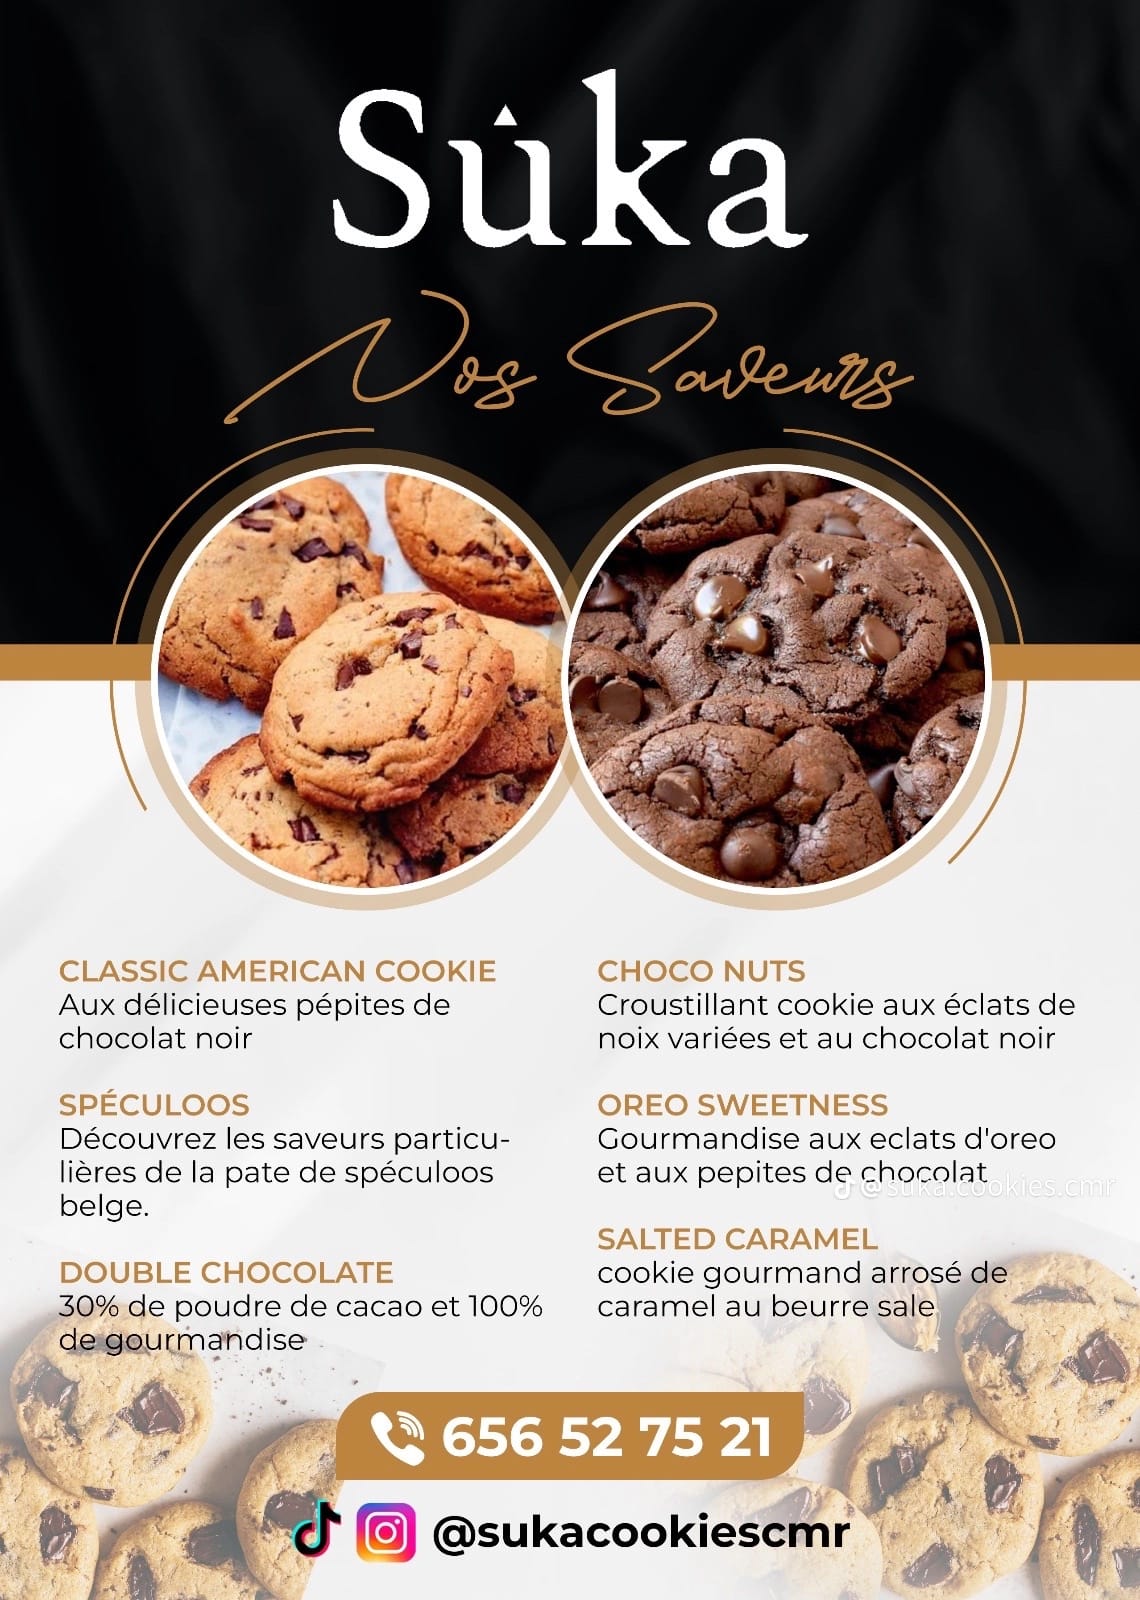 Suka
Nos Saveurs
CLASSIC AMERICAN COOKIE
Aux délicieuses pépites de
chocolat noir
SPÉCULOOS
Découvrez les saveurs particu-
lières de la pate de spéculoos
belge.
DOUBLE CHOCOLATE
30% de poudre de cacao et 100%
de gourmandise
CHOCO NUTS
Croustillant cookie aux éclats de
noix variées et au chocolat noir
OREO SWEETNESS
Gourmandise aux eclats d'oreo
et aux pepites de chocolat
@suka.cookies.cmr
SALTED CARAMEL
cookie gourmand arrosé de
caramel au beurre sale
656 52 75 21
@sukacookiescmr